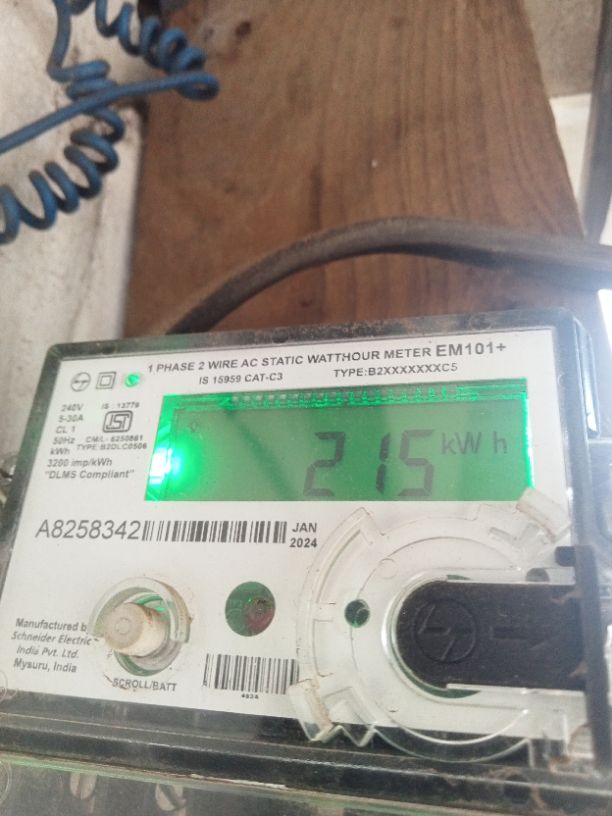 1 PHASE 2 WIRE AC STATIC WATTHOUR METER EM101+
IS 15959 CAT-C3 TYPE:B2XXXXXXXC5
240V IS : 13779
5-30A
CL 1 ISI
50Hz CM/L- 6250861
kWh TYPE:B2DLC0506
3200 imp/kWh
"DLMS Compliant"
215 kWh
A8258342
JAN
2024
Manufactured by
Schneider Electric
India Pvt. Ltd.
Mysuru, India
SCROLL/BATT